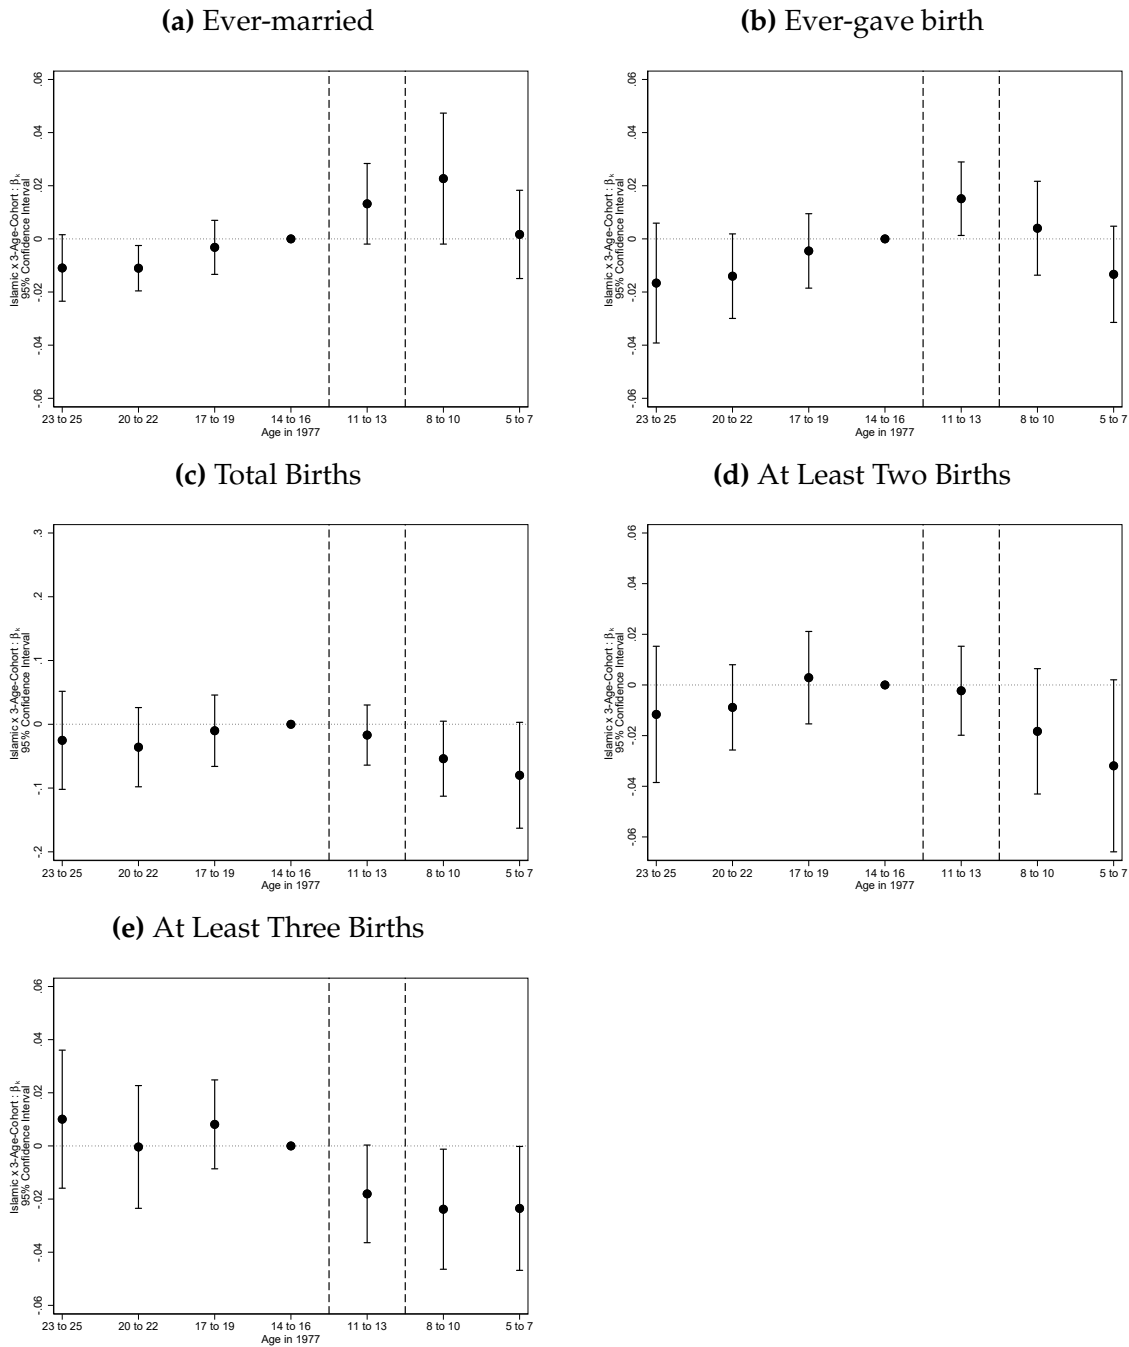 (a) Ever-married
.06
.04
.02
0
-.02
-.04
-.06
Islamic x 3-Age-Cohort : βk
95% Confidence Interval
23 to 25 20 to 22 17 to 19 14 to 16 11 to 13 8 to 10 5 to 7
Age in 1977
(b) Ever-gave birth
.06
.04
.02
0
-.02
-.04
-.06
Islamic x 3-Age-Cohort : βk
95% Confidence Interval
23 to 25 20 to 22 17 to 19 14 to 16 11 to 13 8 to 10 5 to 7
Age in 1977
(c) Total Births
.3
.2
.1
0
-.1
-.2
Islamic x 3-Age-Cohort : βk
95% Confidence Interval
23 to 25 20 to 22 17 to 19 14 to 16 11 to 13 8 to 10 5 to 7
Age in 1977
(d) At Least Two Births
.06
.04
.02
0
-.02
-.04
-.06
Islamic x 3-Age-Cohort : βk
95% Confidence Interval
23 to 25 20 to 22 17 to 19 14 to 16 11 to 13 8 to 10 5 to 7
Age in 1977
(e) At Least Three Births
.06
.04
.02
0
-.02
-.04
-.06
Islamic x 3-Age-Cohort : βk
95% Confidence Interval
23 to 25 20 to 22 17 to 19 14 to 16 11 to 13 8 to 10 5 to 7
Age in 1977